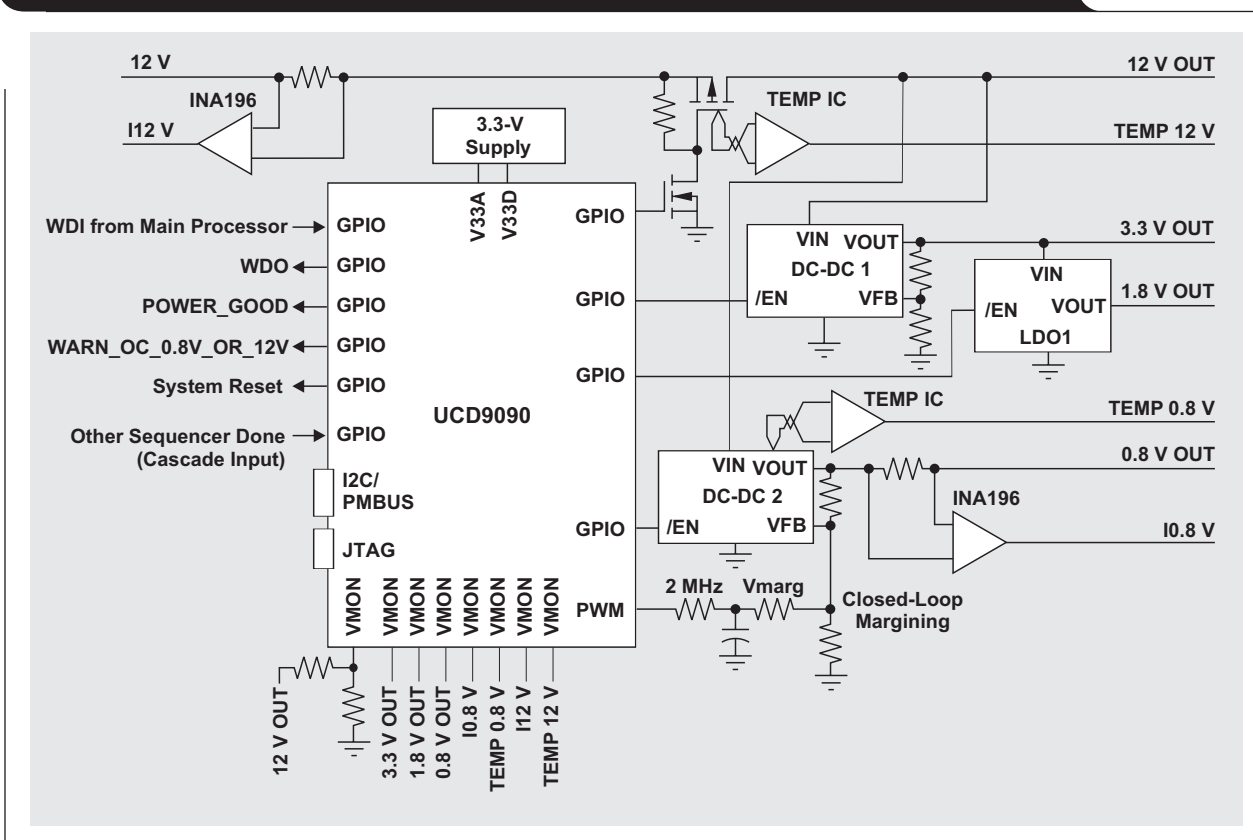 12 V
12 V OUT
INA196
TEMP IC
I12 V
3.3-V
Supply
TEMP 12 V
V33A
V33D
WDI from Main Processor
GPIO
GPIO
WDO
GPIO
POWER_GOOD
GPIO
WARN_OC_0.8V_OR_12V
GPIO
System Reset
GPIO
Other Sequencer Done
(Cascade Input)
GPIO
UCD9090
I2C/
PMBUS
JTAG
GPIO
GPIO
GPIO
PWM
VIN
VOUT
DC-DC 1
/EN
VFB
3.3 V OUT
VIN
/EN
VOUT
LDO1
1.8 V OUT
TEMP IC
TEMP 0.8 V
VIN
VOUT
DC-DC 2
/EN
VFB
0.8 V OUT
INA196
I0.8 V
2 MHz
Vmarg
Closed-Loop
Margining
VMON
VMON
VMON
VMON
VMON
VMON
VMON
VMON
12 V OUT
3.3 V OUT
1.8 V OUT
0.8 V OUT
I0.8 V
TEMP 0.8 V
I12 V
TEMP 12 V